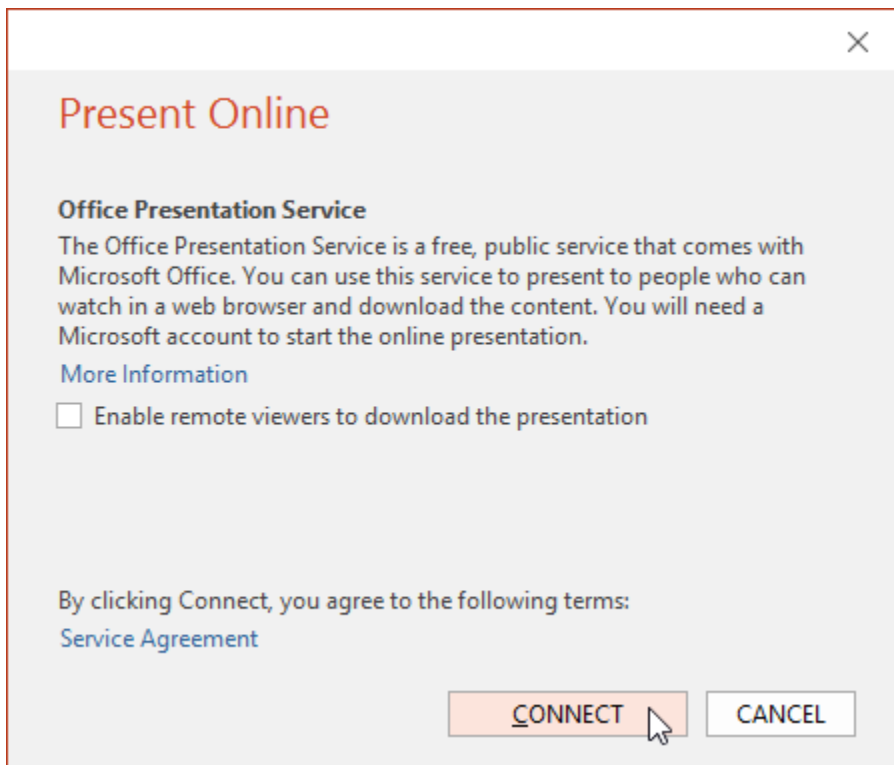 Present Online
Office Presentation Service
The Office Presentation Service is a free, public service that comes with
Microsoft Office. You can use this service to present to people who can
watch in a web browser and download the content. You will need a
Microsoft account to start the online presentation.
More Information
Enable remote viewers to download the presentation
By clicking Connect, you agree to the following terms:
Service Agreement
CONNECT CANCEL